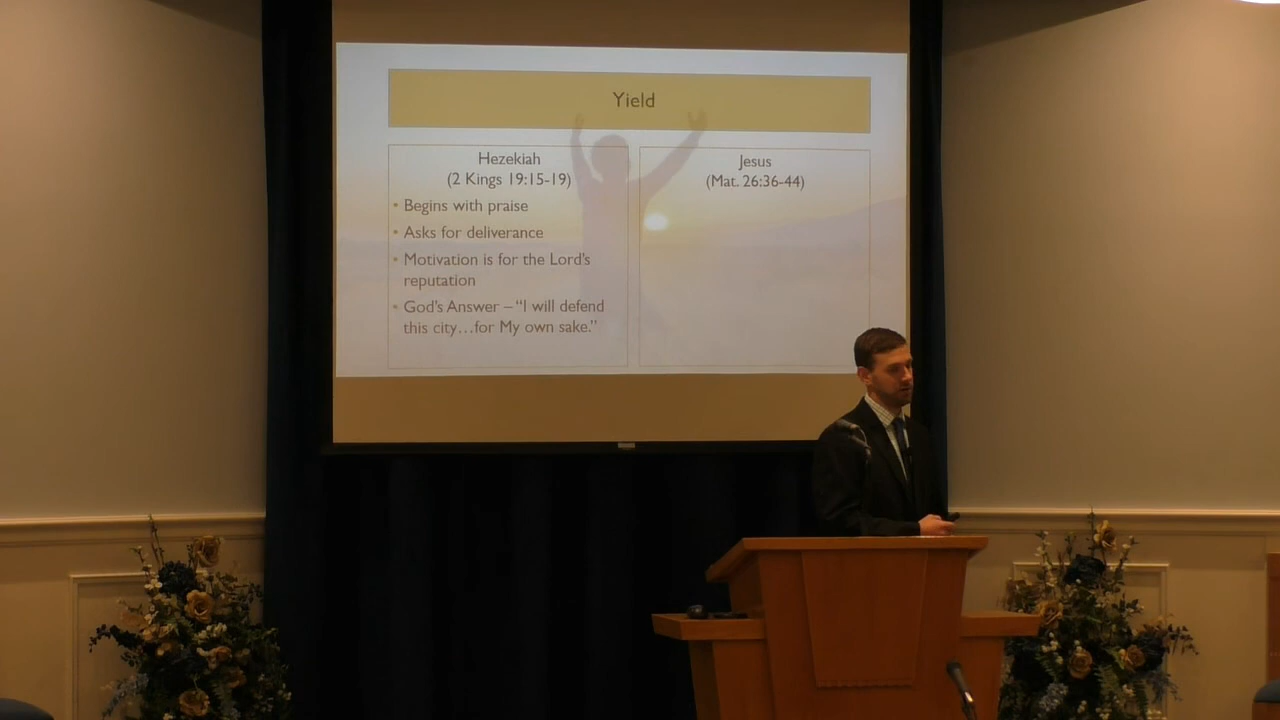 Yield
Hezekiah
(2 Kings 19:15-19)
• Begins with praise
• Asks for deliverance
• Motivation is for the Lord's
reputation
• God's Answer – "I will defend
this city…for My own sake."
Jesus
(Mat. 26:36-44)